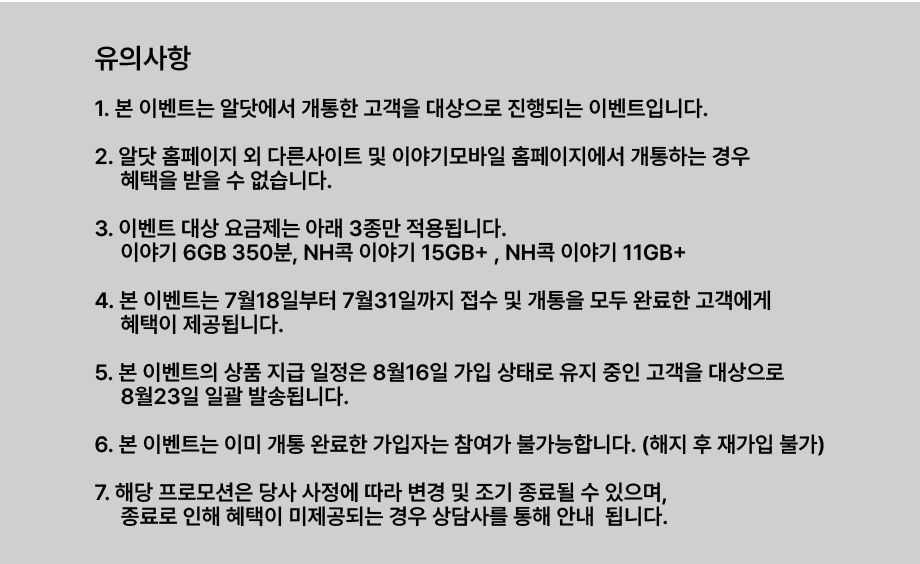 유의사항
1. 본 이벤트는 알닷에서 개통한 고객을 대상으로 진행되는 이벤트입니다.
2. 알닷 홈페이지 외 다른사이트 및 이야기모바일 홈페이지에서 개통하는 경우
혜택을 받을 수 없습니다.
3. 이벤트 대상 요금제는 아래 3종만 적용됩니다.
이야기 6GB 350분, NH콕 이야기 15GB+ , NH콕 이야기 11GB+
4. 본 이벤트는 7월18일부터 7월31일까지 접수 및 개통을 모두 완료한 고객에게
혜택이 제공됩니다.
5. 본 이벤트의 상품 지급 일정은 8월16일 가입 상태로 유지 중인 고객을 대상으로
8월23일 일괄 발송됩니다.
6. 본 이벤트는 이미 개통 완료한 가입자는 참여가 불가능합니다. (해지 후 재가입 불가)
7. 해당 프로모션은 당사 사정에 따라 변경 및 조기 종료될 수 있으며,
종료로 인해 혜택이 미제공되는 경우 상담사를 통해 안내  됩니다.